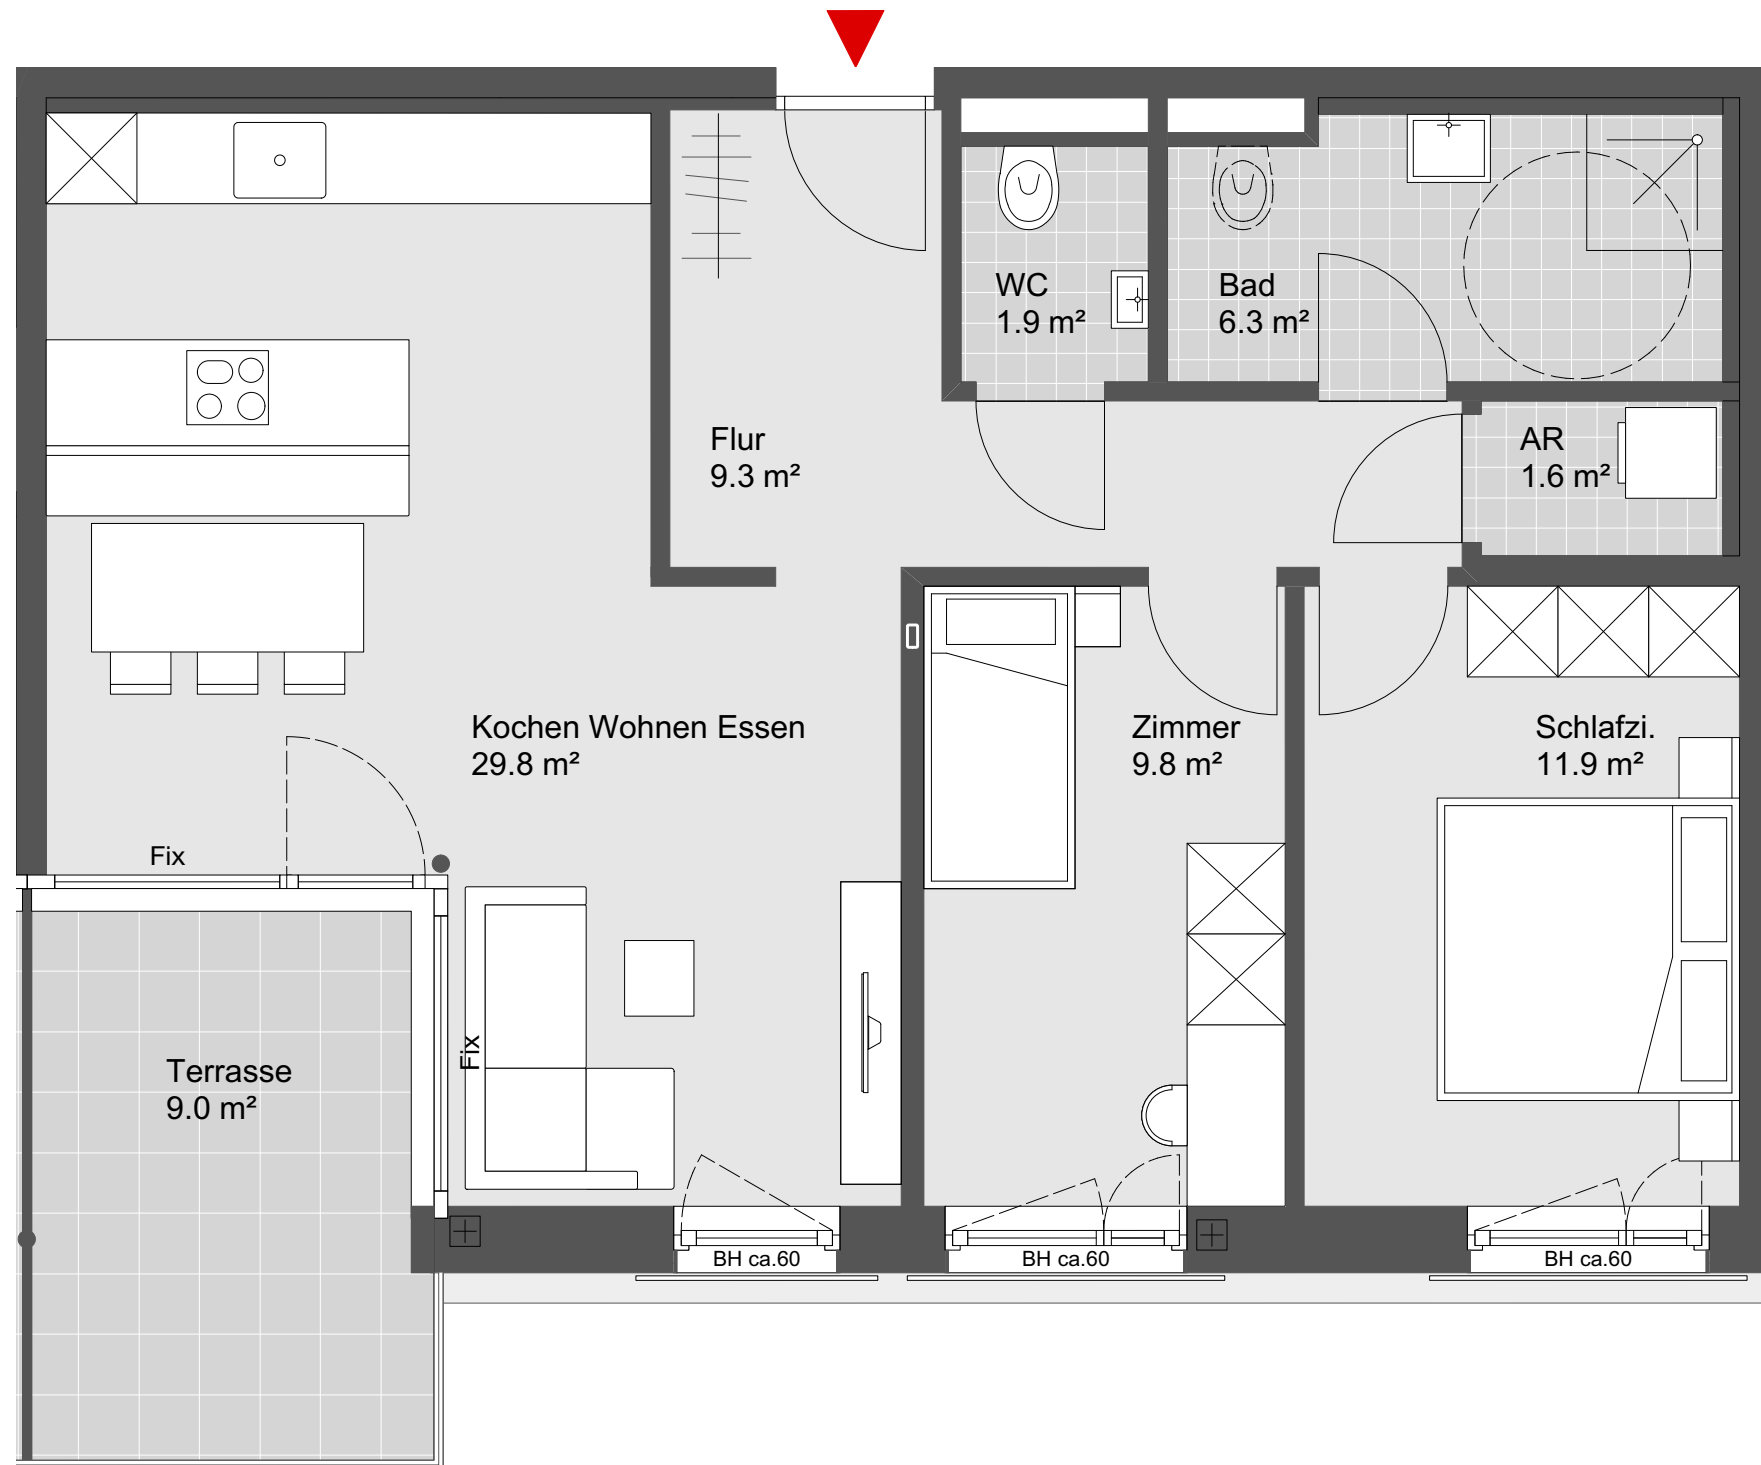 WC
1.9 m²
Bad
6.3 m²
Flur
9.3 m²
AR
1.6 m²
Kochen Wohnen Essen
29.8 m²
Zimmer
9.8 m²
Schlafzi.
11.9 m²
Fix
Fix
Terrasse
9.0 m²
BH ca.60
BH ca.60
BH ca.60